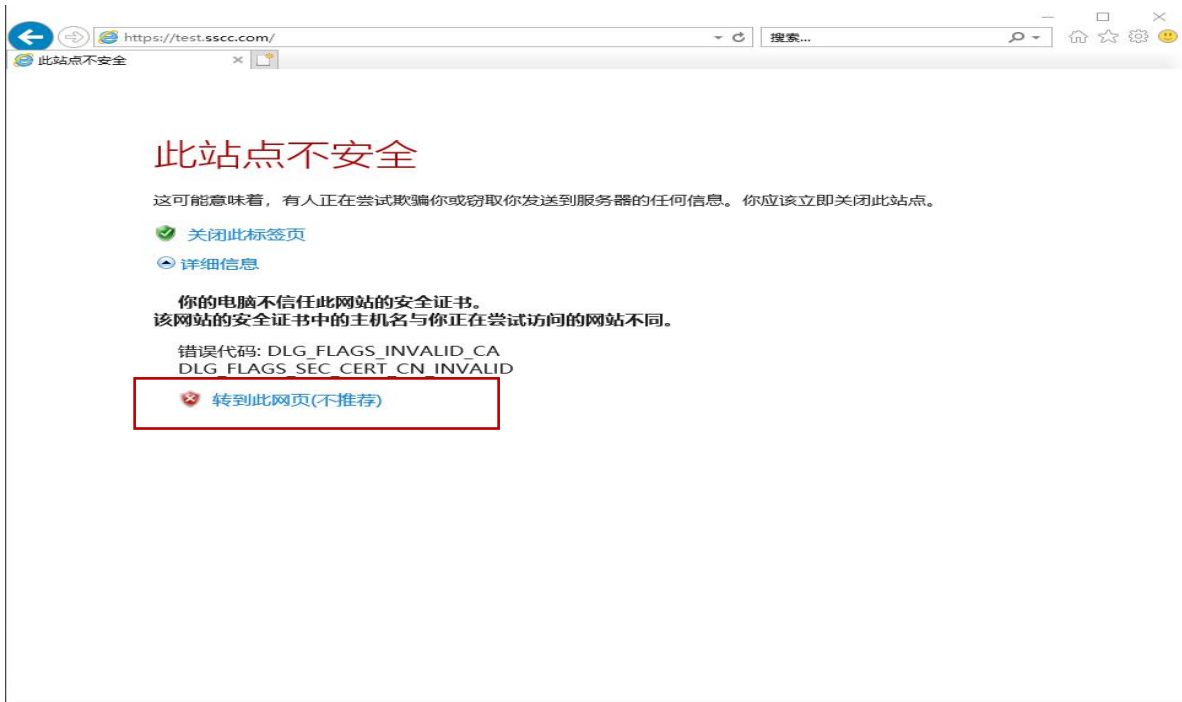 https://test.sscc.com/
搜索...
此站点不安全
此站点不安全
这可能意味着，有人正在尝试欺骗你或窃取你发送到服务器的任何信息。你应该立即关闭此站点。
关闭此标签页
详细信息
你的电脑不信任此网站的安全证书。
该网站的安全证书中的主机名与你正在尝试访问的网站不同。
错误代码: DLG_FLAGS_INVALID_CA
DLG_FLAGS_SEC_CERT_CN_INVALID
转到此网页(不推荐)